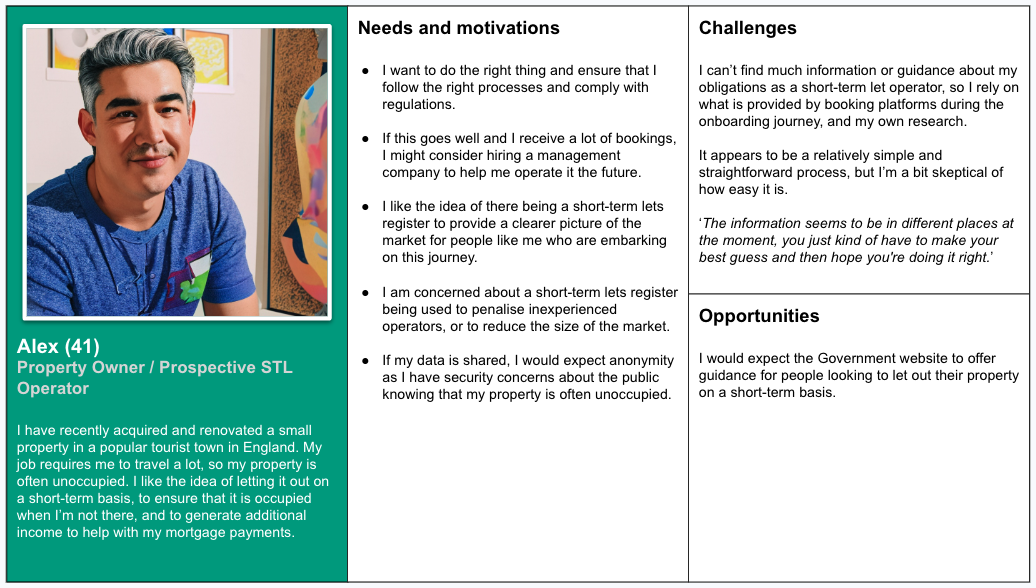 Alex (41)
Property Owner / Prospective STL
Operator
I have recently acquired and renovated a small
property in a popular tourist town in England. My
job requires me to travel a lot, so my property is
often unoccupied. I like the idea of letting it out on
a short-term basis, to ensure that it is occupied
when I'm not there, and to generate additional
income to help with my mortgage payments.
Needs and motivations
● I want to do the right thing and ensure that I
follow the right processes and comply with
regulations.
● If this goes well and I receive a lot of bookings,
I might consider hiring a management
company to help me operate it the future.
● I like the idea of there being a short-term lets
register to provide a clearer picture of the
market for people like me who are embarking
on this journey.
● I am concerned about a short-term lets register
being used to penalise inexperienced
operators, or to reduce the size of the market.
● If my data is shared, I would expect anonymity
as I have security concerns about the public
knowing that my property is often unoccupied.
Challenges
I can't find much information or guidance about my
obligations as a short-term let operator, so I rely on
what is provided by booking platforms during the
onboarding journey, and my own research.
It appears to be a relatively simple and
straightforward process, but I'm a bit skeptical of
how easy it is.
'The information seems to be in different places at
the moment, you just kind of have to make your
best guess and then hope you're doing it right.'
Opportunities
I would expect the Government website to offer
guidance for people looking to let out their property
on a short-term basis.